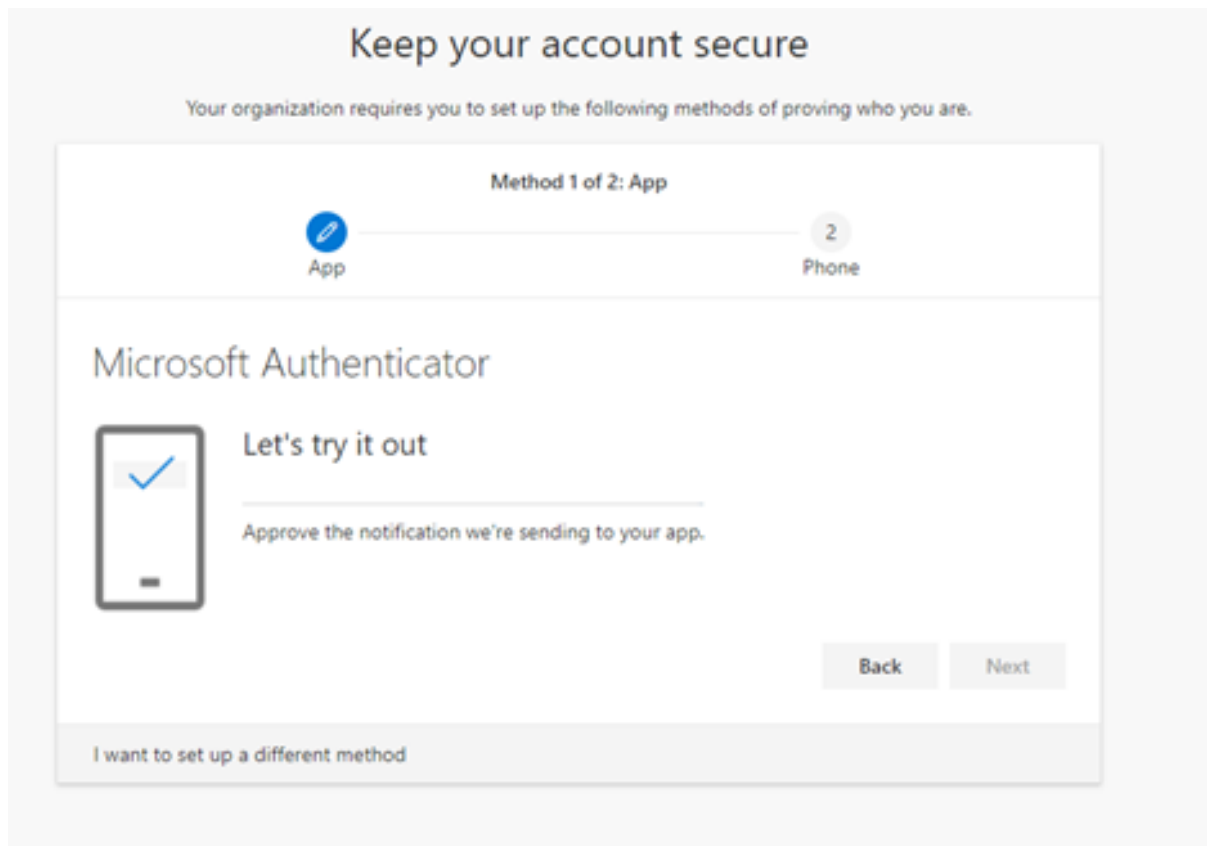 Keep your account secure
Your organization requires you to set up the following methods of proving who you are.
Method 1 of 2: App
2
App
Phone
Microsoft Authenticator
Let's try it out
Approve the notification we're sending to your app.
Back
Next
I want to set up a different method